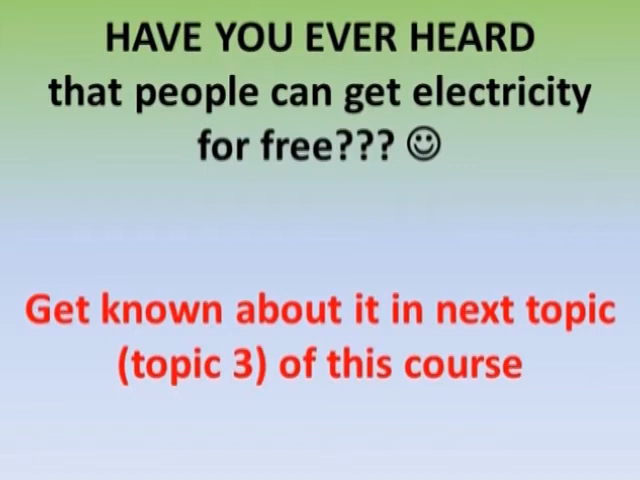 HAVE YOU EVER HEARD
that people can get electricity
for free??? ☺
Get known about it in next topic
(topic 3) of this course